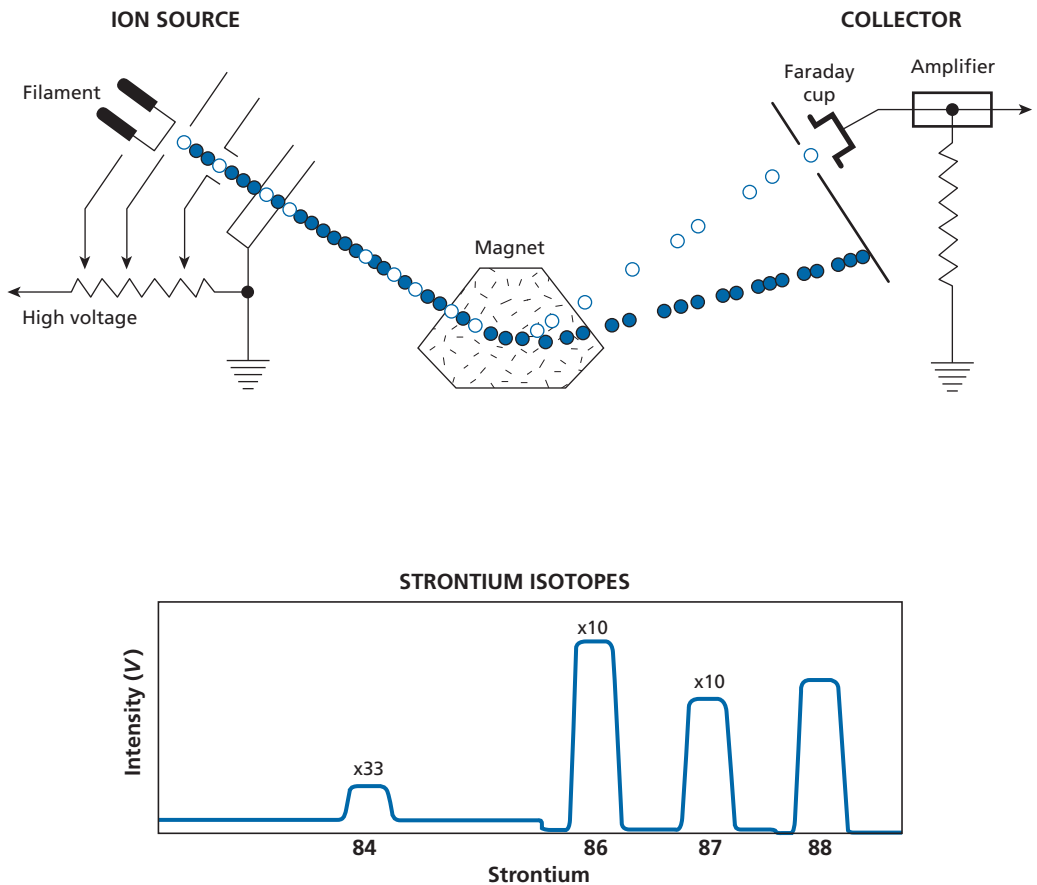 ION SOURCE
COLLECTOR
Filament
Faraday
cup
Amplifier
Magnet
High voltage
STRONTIUM ISOTOPES
Intensity (V)
x33
x10
x10
84
86
87
88
Strontium